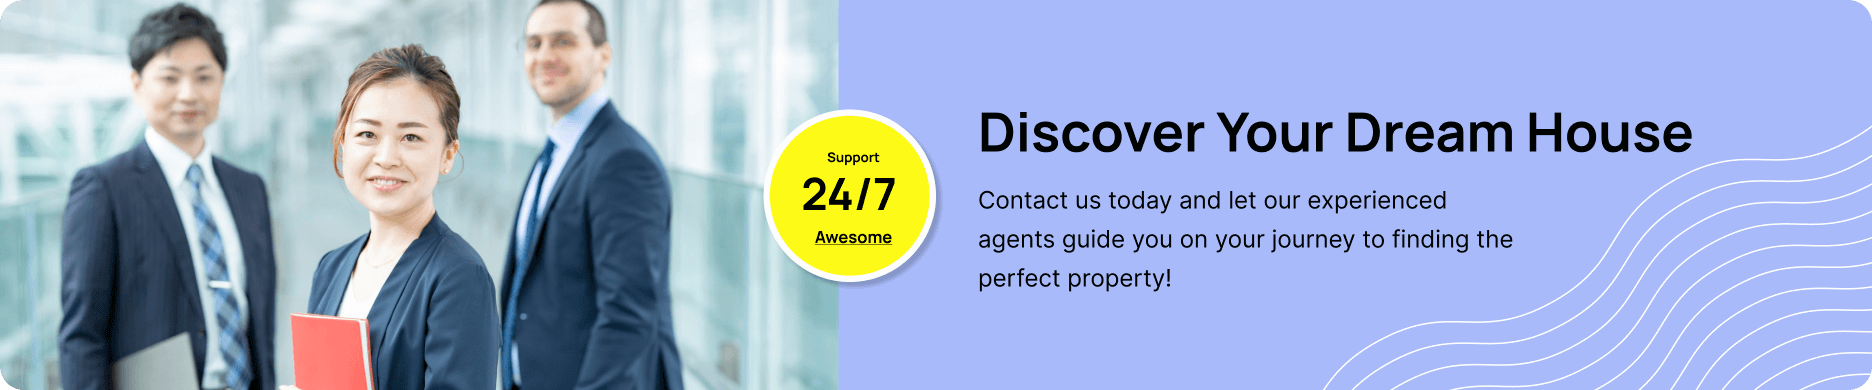 Support
24/7
Awesome
Discover Your Dream House
Contact us today and let our experienced
agents guide you on your journey to finding the
perfect property!